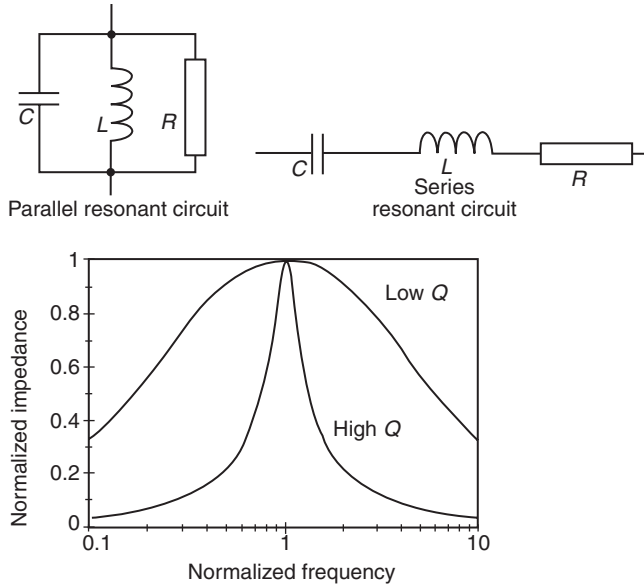 C
L
R
Parallel resonant circuit
C
L
R
Series
resonant circuit
Normalized impedance
1
0.8
0.6
0.4
0.2
0
Low Q
High Q
0.1
1
10
Normalized frequency